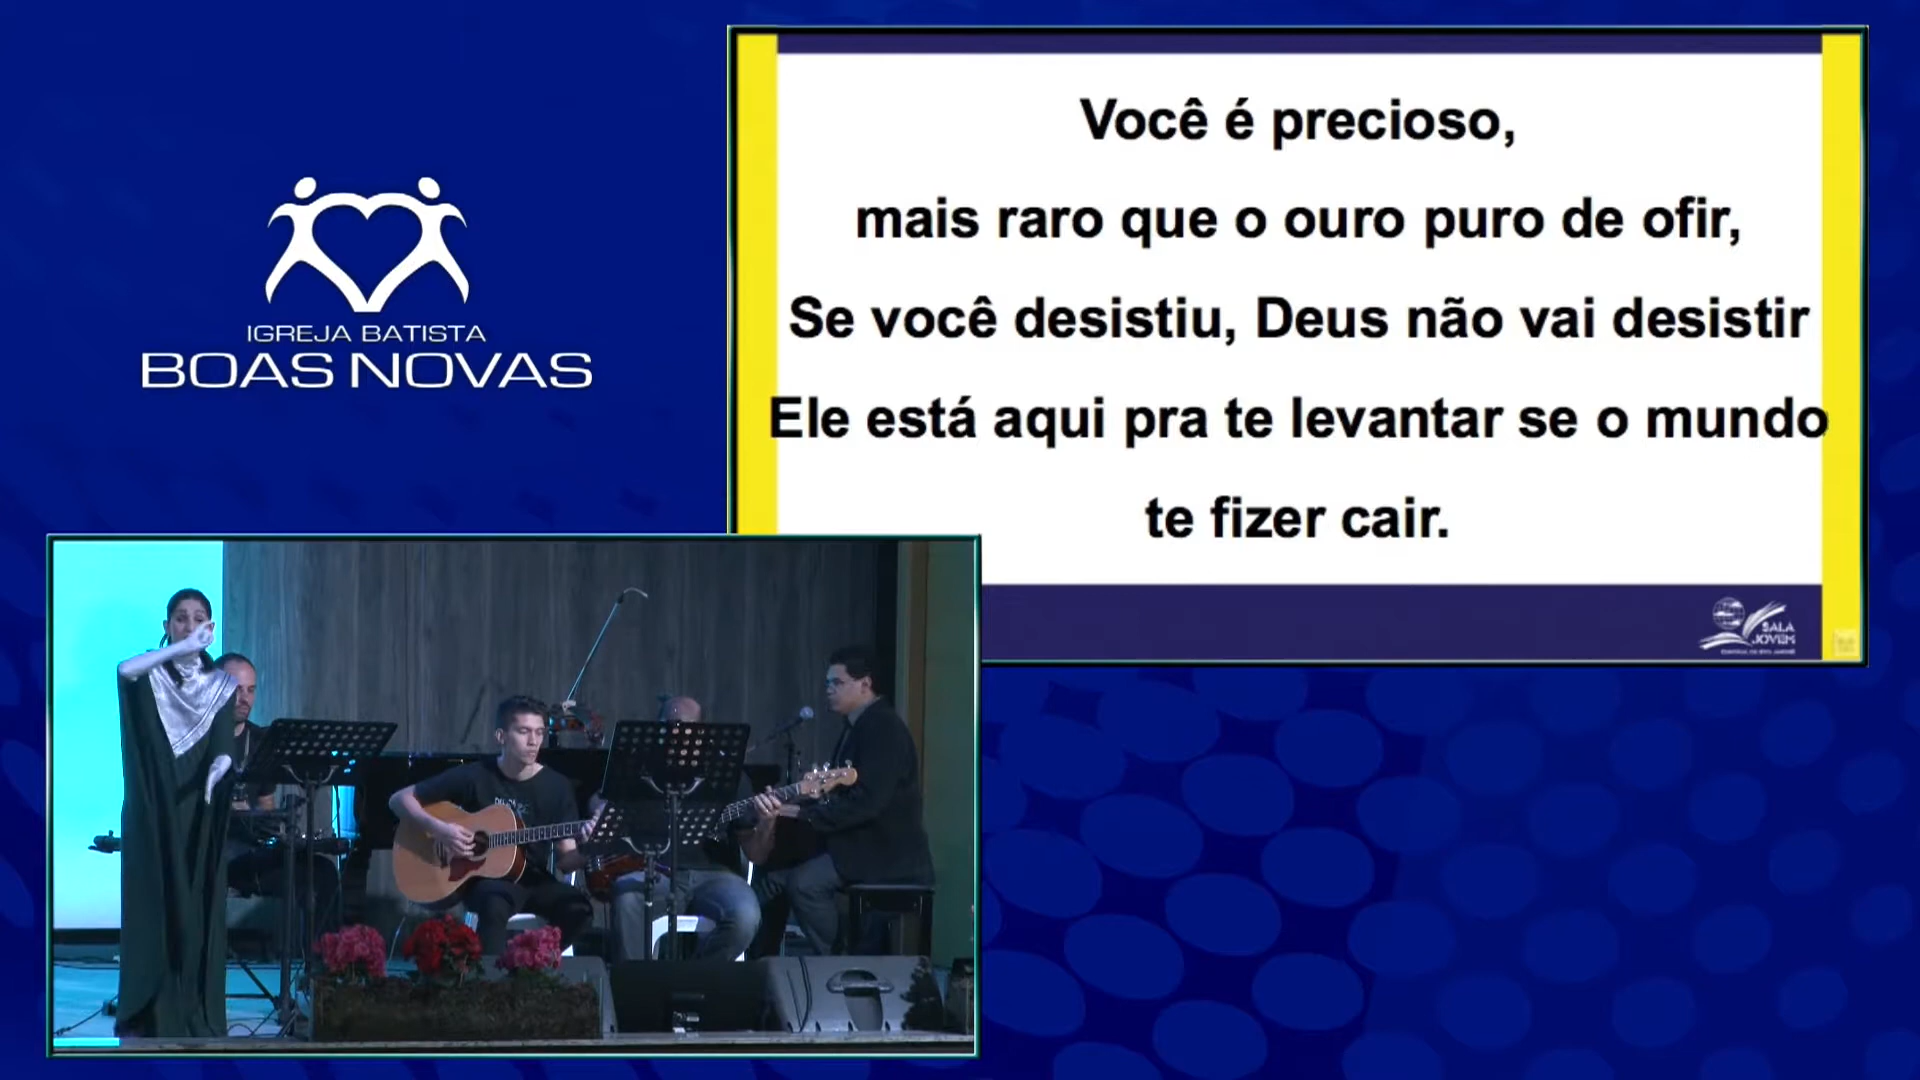 IGREJA BATISTA
BOAS NOVAS
Você é precioso,
mais raro que o ouro puro de ofir,
Se você desistiu, Deus não vai desistir
Ele está aqui pra te levantar se o mundo
te fizer cair.
SALA
JOVEM